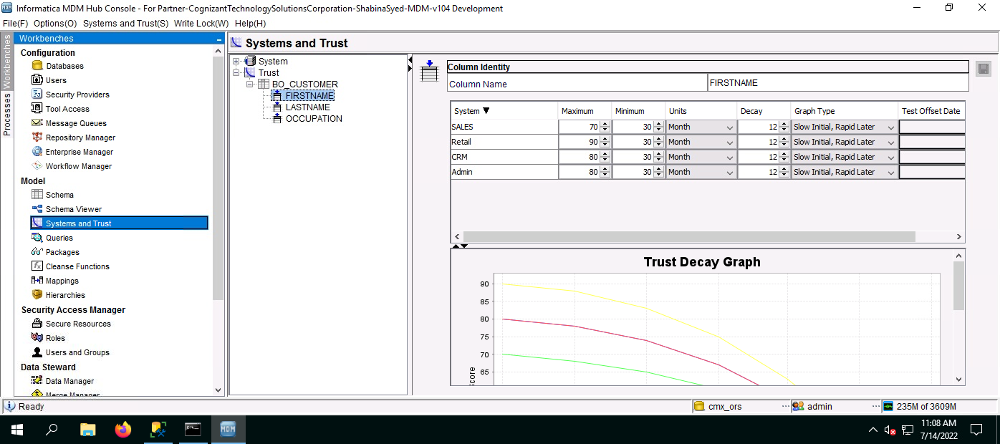 Informatica MDM Hub Console - For Partner-CognizantTechnologySolutionsCorporation-ShabinaSyed-MDM-v104 Development
File(F) Options(O) Systems and Trust(S) Write Lock(W) Help(H)
Workbenches
Processes
Workbenches
Configuration
Databases
Users
Security Providers
Tool Access
Message Queues
Repository Manager
Enterprise Manager
Workflow Manager
Model
Schema
Schema Viewer
Systems and Trust
Queries
Packages
Cleanse Functions
Mappings
Hierarchies
Security Access Manager
Secure Resources
Roles
Users and Groups
Data Steward
Data Manager
Merge Manager
Systems and Trust
System
Trust
BO_CUSTOMER
FIRSTNAME
LASTNAME
OCCUPATION
Column Identity
Column Name FIRSTNAME
System Maximum Minimum Units Decay Graph Type Test Offset Date
SALES 70 30 Month 12 Slow Initial, Rapid Later
Retail 90 30 Month 12 Slow Initial, Rapid Later
CRM 80 30 Month 12 Slow Initial, Rapid Later
Admin 80 30 Month 12 Slow Initial, Rapid Later
Trust Decay Graph
90
85
80
75
70
65
Ready cmx_ors ... admin ... 235M of 3609M
MDM
11:08 AM
7/14/2022